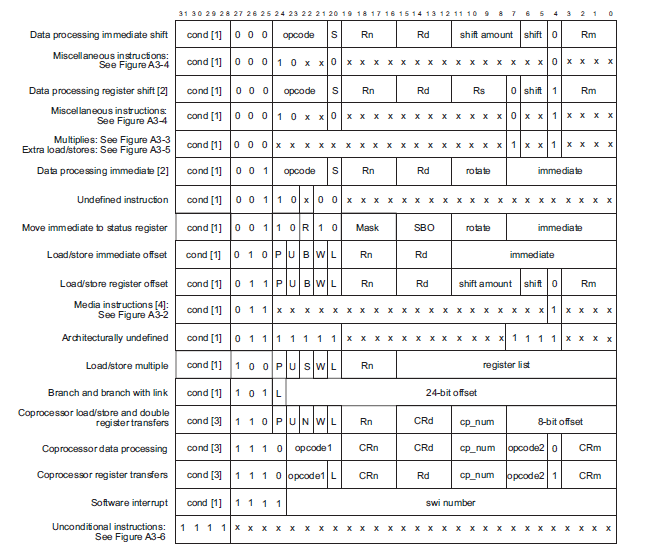 31 30 29 28 27 26 25 24 23 22 21 20 19 18 17 16 15 14 13 12 11 10 9 8 7 6 5 4 3 2 1 0
Data processing immediate shift cond [1] 0 0 0 opcode S Rn Rd shift amount shift 0 Rm
Miscellaneous instructions:
See Figure A3-4 cond [1] 0 0 0 1 0 x x 0 x x x x x x x x x x x x x x x 0 x x x x
Data processing register shift [2] cond [1] 0 0 0 opcode S Rn Rd Rs 0 shift 1 Rm
Miscellaneous instructions:
See Figure A3-4 cond [1] 0 0 0 1 0 x x 0 x x x x x x x x x x x x 0 x x 1 x x x x
Multiplies: See Figure A3-3
Extra load/stores: See Figure A3-5 cond [1] 0 0 0 x x x x x x x x x x x x x x x x x 1 x x 1 x x x x
Data processing immediate [2] cond [1] 0 0 1 opcode S Rn Rd rotate immediate
Undefined instruction cond [1] 0 0 1 1 0 x 0 0 x x x x x x x x x x x x x x x x x x x x
Move immediate to status register cond [1] 0 0 1 1 0 R 1 0 Mask SBO rotate immediate
Load/store immediate offset cond [1] 0 1 0 P U B W L Rn Rd immediate
Load/store register offset cond [1] 0 1 1 P U B W L Rn Rd shift amount shift 0 Rm
Media instructions [4]:
See Figure A3-2 cond [1] 0 1 1 x x x x x x x x x x x x x x x x x x x x 1 x x x x
Architecturally undefined cond [1] 0 1 1 1 1 1 1 1 x x x x x x x x x x x x 1 1 1 1 x x x x
Load/store multiple cond [1] 1 0 0 P U S W L Rn register list
Branch and branch with link cond [1] 1 0 1 L 24-bit offset
Coprocessor load/store and double
register transfers cond [3] 1 1 0 P U N W L Rn CRd cp_num 8-bit offset
Coprocessor data processing cond [3] 1 1 1 0 opcode1 CRn CRd cp_num opcode2 0 CRm
Coprocessor register transfers cond [3] 1 1 1 0 opcode1 L CRn Rd cp_num opcode2 1 CRm
Software interrupt cond [1] 1 1 1 1 swi number
Unconditional instructions:
See Figure A3-6 1 1 1 1 x x x x x x x x x x x x x x x x x x x x x x x x x x x x